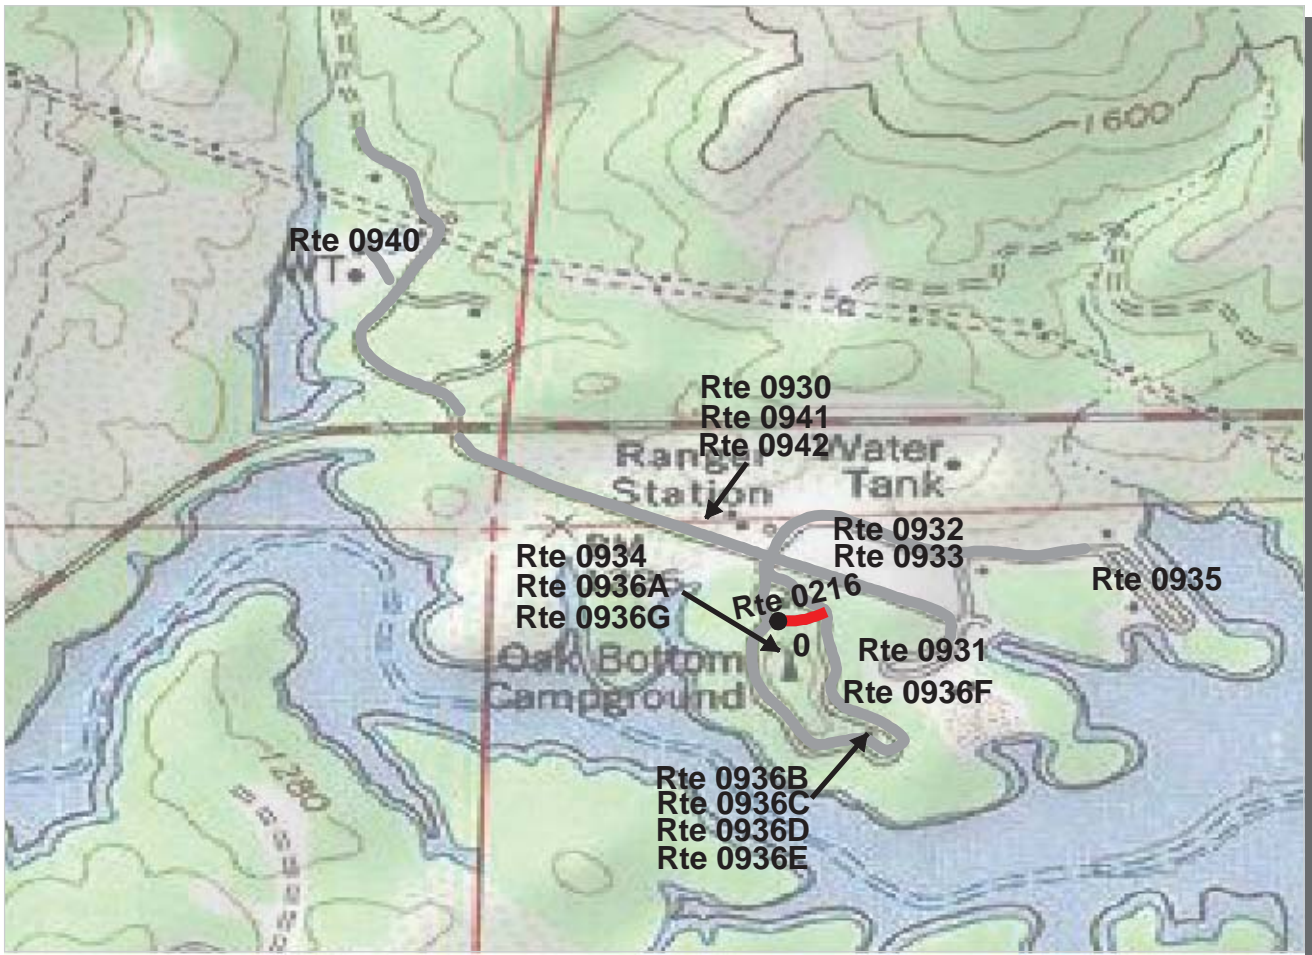 1600
Rte 0940
WT
Rte 0930
Rte 0941
Rte 0942
Ranger
Station
Water
Tank
Rte 0932
Rte 0933
Rte 0934
Rte 0936A
Rte 0936G
BM
Rte 0935
Rte 0216
0
Rte 0931
Oak Bottom
Campground
Rte 0936F
Rte 0936B
Rte 0936C
Rte 0936D
Rte 0936E
1280